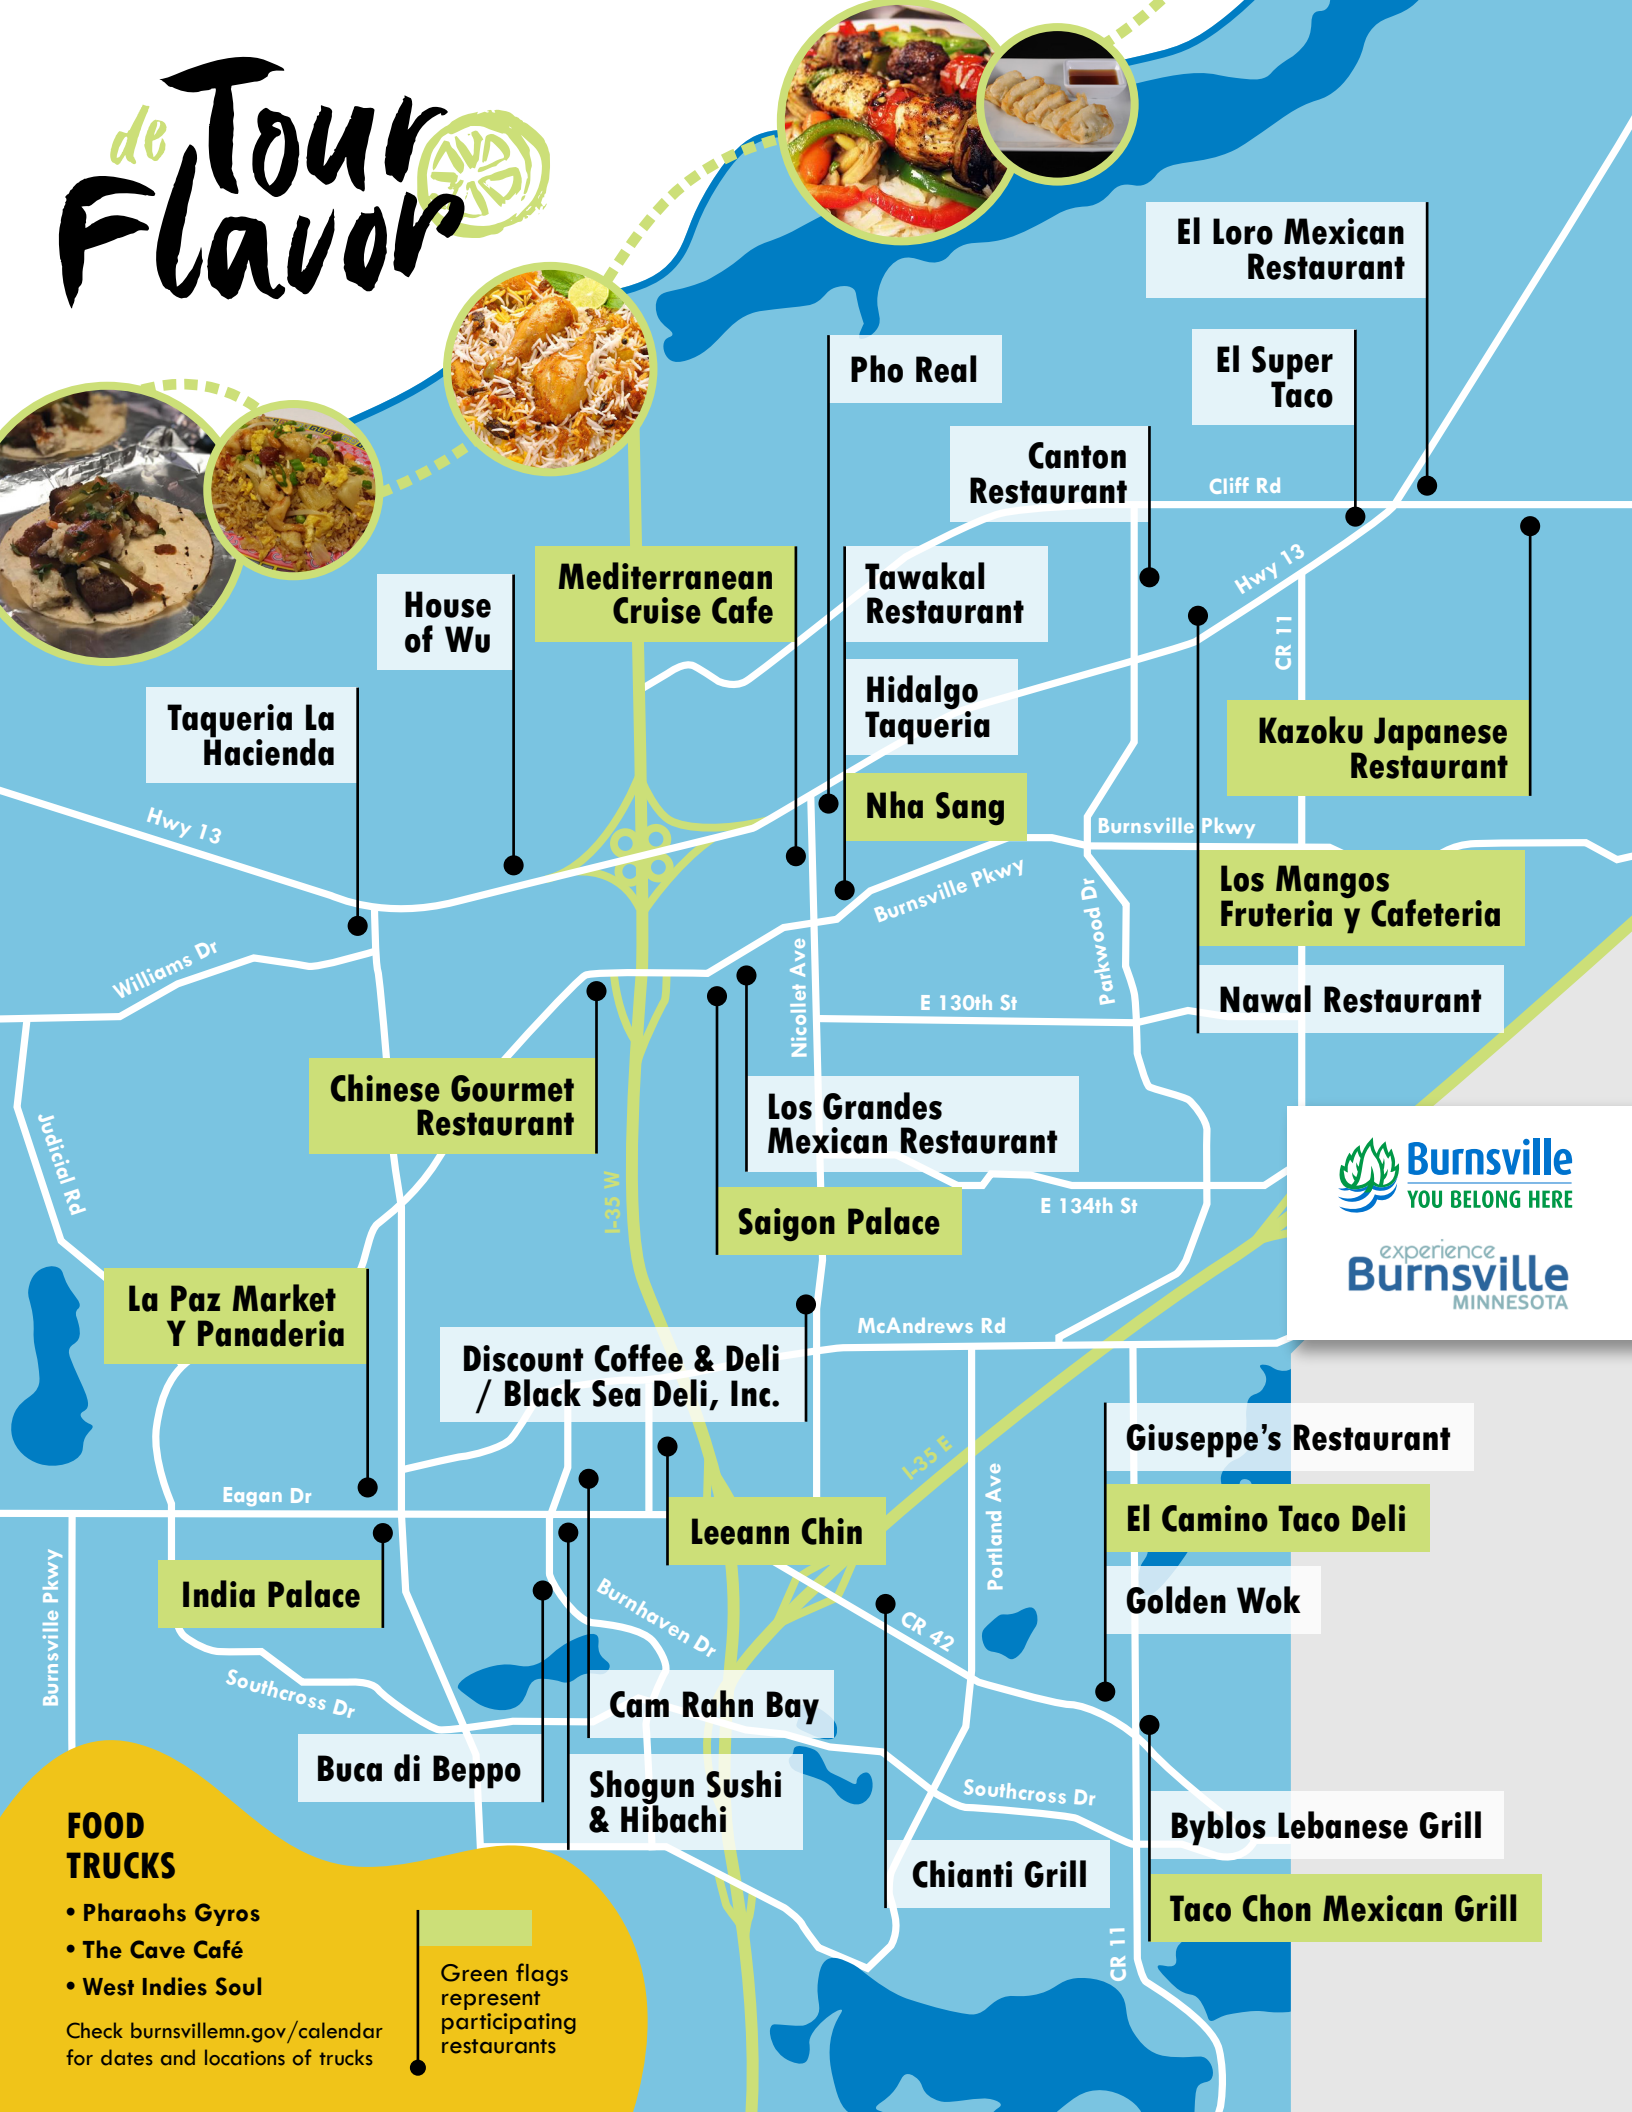 de Tour
Flavor
El Loro Mexican
Restaurant
Pho Real
El Super
Taco
Canton
Restaurant
Cliff Rd
Hwy 13
Mediterranean
Cruise Cafe
Tawakal
Restaurant
House
of Wu
CR 11
Hidalgo
Taqueria
Taqueria La
Hacienda
Kazoku Japanese
Restaurant
Nha Sang
Hwy 13
Burnsville Pkwy
Burnsville Pkwy
Los Mangos
Fruteria y Cafeteria
Parkwood Dr
Williams Dr
Nicollet Ave
E 130th St
Nawal Restaurant
Chinese Gourmet
Restaurant
Los Grandes
Mexican Restaurant
Judicial Rd
I-35 W
E 134th St
Saigon Palace
Burnsville
YOU BELONG HERE
experience
Burnsville
MINNESOTA
La Paz Market
Y Panaderia
McAndrews Rd
Discount Coffee & Deli
/ Black Sea Deli, Inc.
I-35 E
Giuseppe's Restaurant
Eagan Dr
Portland Ave
El Camino Taco Deli
Leeann Chin
India Palace
Golden Wok
Burnsville Pkwy
Burnhaven Dr
CR 42
Southcross Dr
Cam Rahn Bay
Buca di Beppo
Shogun Sushi
& Hibachi
Southcross Dr
Byblos Lebanese Grill
Chianti Grill
Taco Chon Mexican Grill
CR 11
FOOD
TRUCKS
• Pharaohs Gyros
• The Cave Café
• West Indies Soul
Check burnsvillemn.gov/calendar
for dates and locations of trucks
Green flags
represent
participating
restaurants